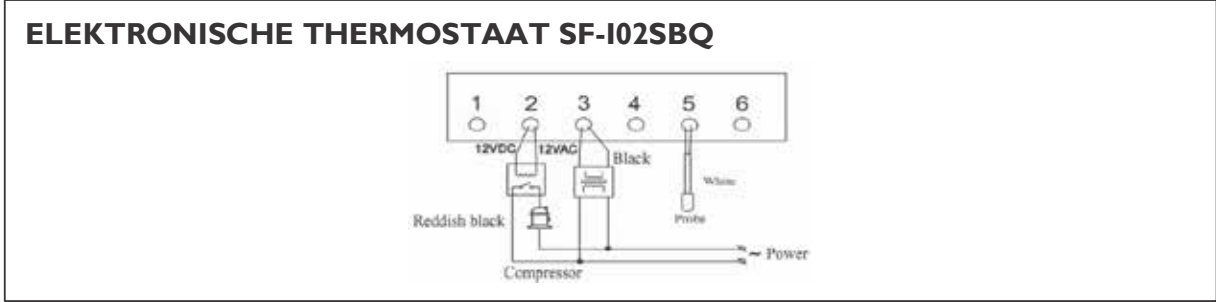 ELEKTRONISCHE THERMOSTAAT SF-I02SBQ
1 2 3 4 5 6
12VDC 12VAC
Black
White
Reddish black
Probe
~ Power
Compressor